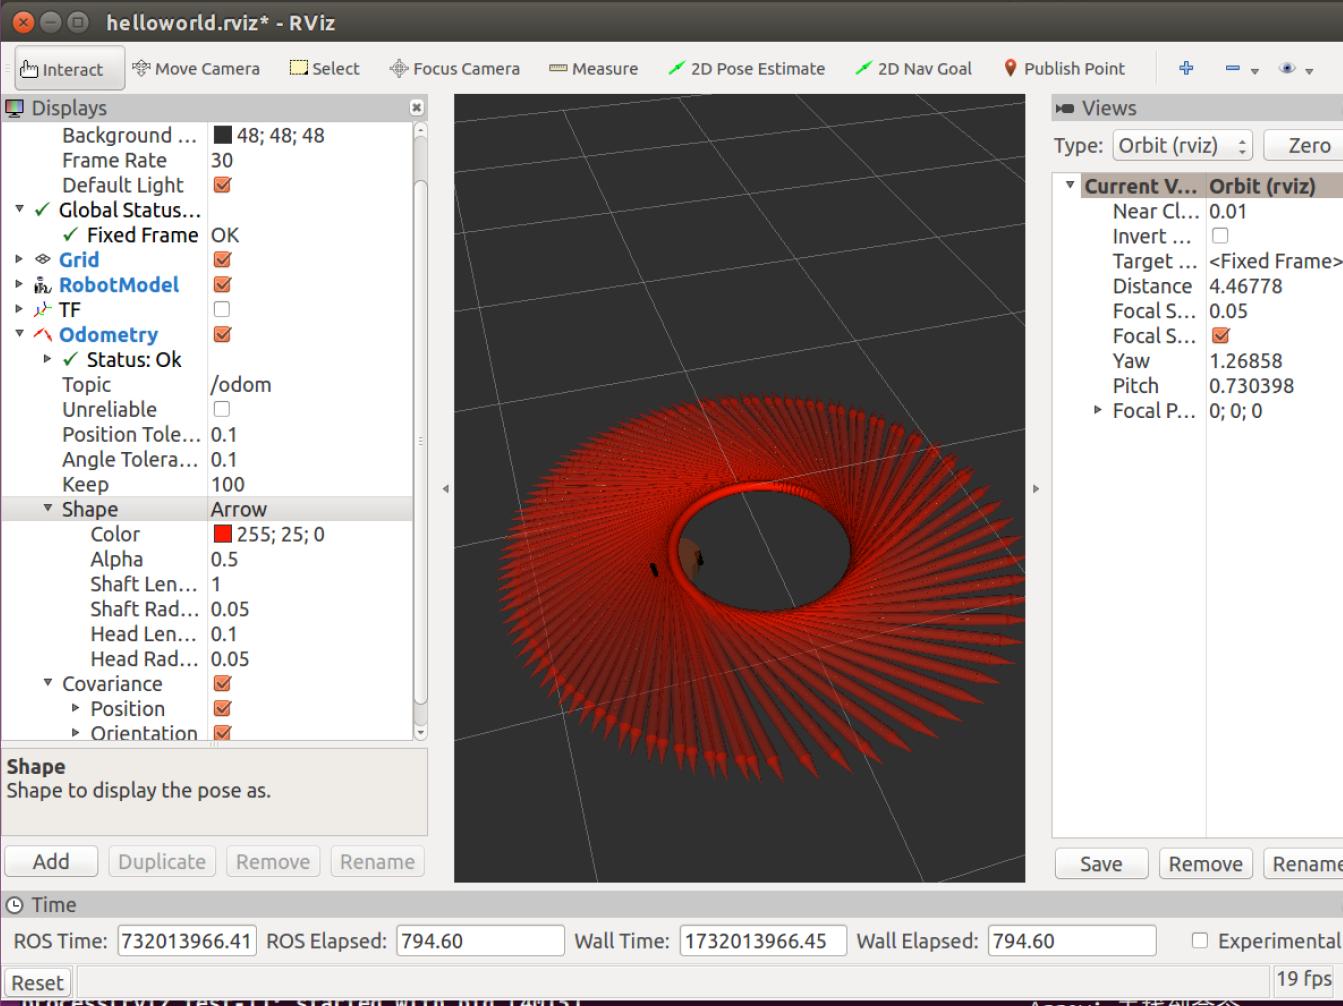 helloworld.rviz* - RViz
Interact Move Camera Select Focus Camera Measure 2D Pose Estimate 2D Nav Goal Publish Point
Displays
Background ... 48; 48; 48
Frame Rate 30
Default Light
Global Status...
Fixed Frame OK
Grid
RobotModel
TF
Odometry
Status: Ok
Topic /odom
Unreliable
Position Tole... 0.1
Angle Tolera... 0.1
Keep 100
Shape Arrow
Color 255; 25; 0
Alpha 0.5
Shaft Len... 1
Shaft Rad... 0.05
Head Len... 0.1
Head Rad... 0.05
Covariance
Position
Orientation
Shape
Shape to display the pose as.
Add Duplicate Remove Rename
Views
Type: Orbit (rviz) Zero
Current V... Orbit (rviz)
Near Cl... 0.01
Invert ...
Target ... <Fixed Frame>
Distance 4.46778
Focal S... 0.05
Focal S...
Yaw 1.26858
Pitch 0.730398
Focal P... 0; 0; 0
Save Remove Rename
Time
ROS Time: 732013966.41 ROS Elapsed: 794.60 Wall Time: 1732013966.45 Wall Elapsed: 794.60 Experimental
Reset 19 fps
started with pid